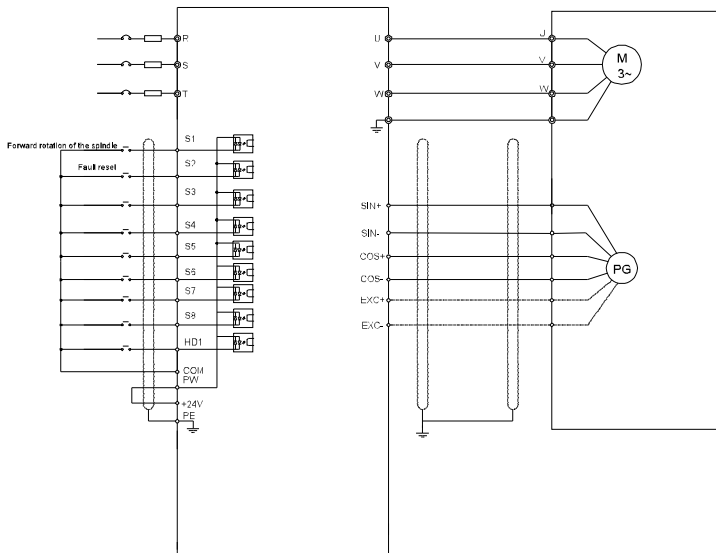 R
U
J
S
V
V
M
3~
T
W
W
S1
Forward rotation of the spindle
S2
Fault reset
S3
SIN+
S4
SIN-
S5
COS+
S6
COS-
PG
S7
EXC+
S8
EXC-
HD1
COM
PW
+24V
PE